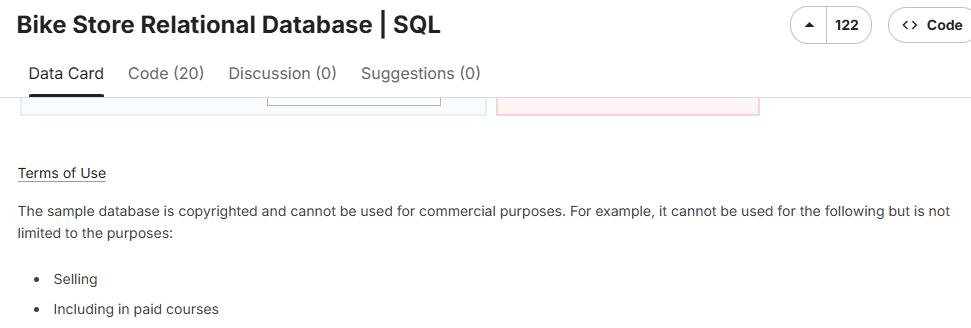 Bike Store Relational Database | SQL
122
<> Code
Data Card
Code (20)
Discussion (0)
Suggestions (0)
Terms of Use
The sample database is copyrighted and cannot be used for commercial purposes. For example, it cannot be used for the following but is not
limited to the purposes:
• Selling
• Including in paid courses